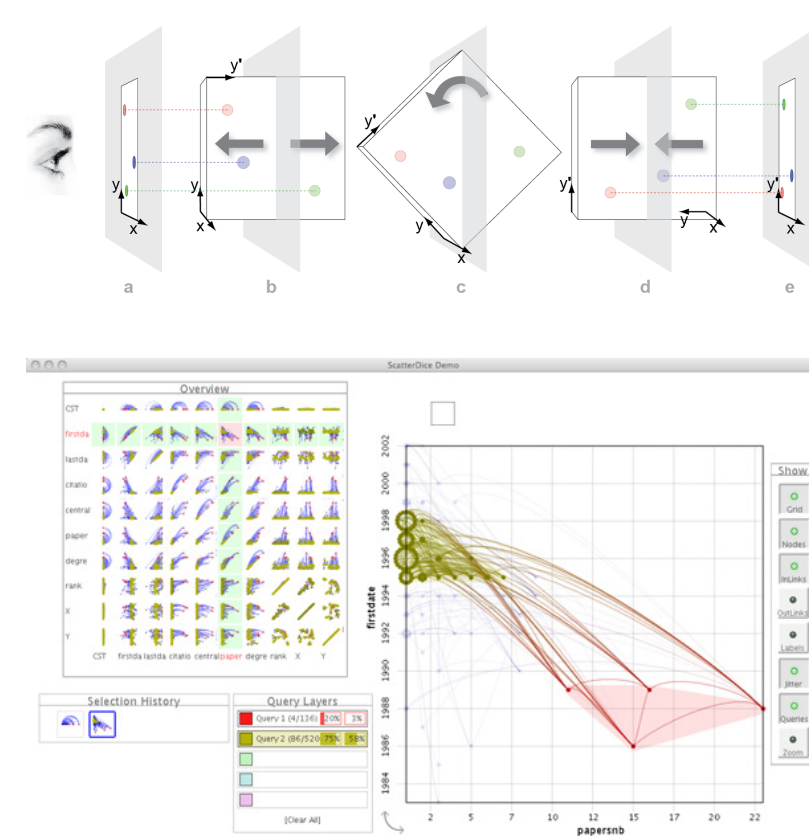 y'
y'
y
x
y
x
y
x
y'
y
x
y'
x
a
b
c
d
e
ScatterDice Demo
Overview
CST
firstda
lastda
citatio
central
paper
degre
rank
X
Y
CST firstda lastda citatio central paper degre rank X Y
Selection History
Query Layers
Query 1 (4/136) 20% 3%
Query 2 (86/520 75% 58%
[Clear All]
2002
2000
1998
1996
1994
1992
1990
1988
1986
1984
firstdate
2 5 7 10 12 15 17 20 22
papersnb
Show
Grid
Nodes
InLinks
OutLinks
Labels
Jitter
Queries
Zoom